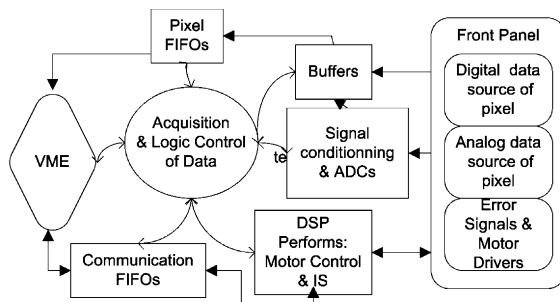 Pixel
FIFOs
Front Panel
Buffers
Digital data
source of
pixel
Acquisition
& Logic Control
of Data
VME
te
Signal
conditionning
& ADCs
Analog data
source of
pixel
Error
Signals &
Motor
Drivers
DSP
Performs:
Motor Control
& IS
Communication
FIFOs